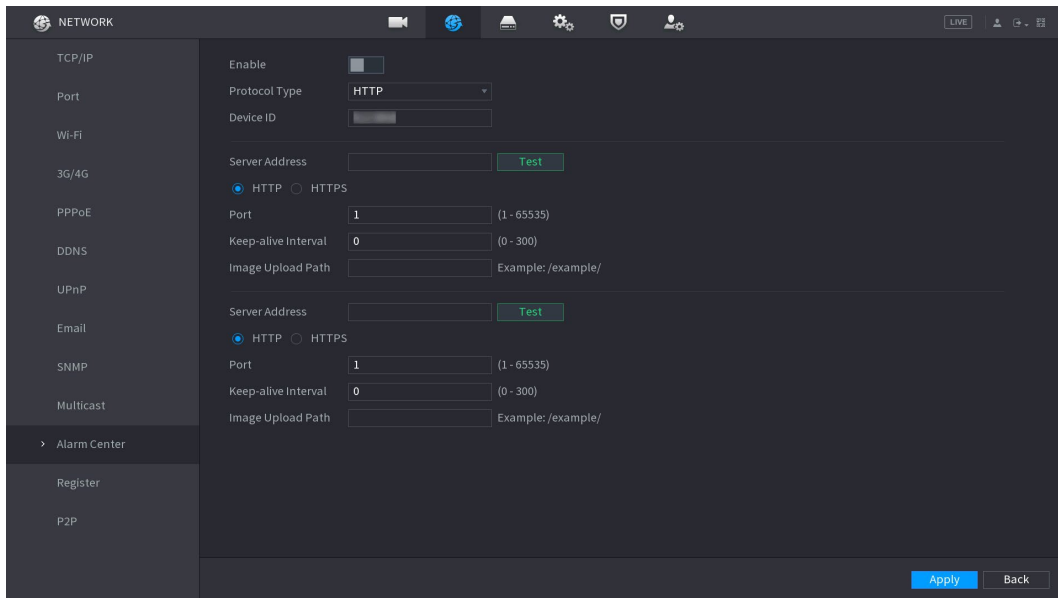 NETWORK
LIVE
TCP/IP
Port
Wi-Fi
3G/4G
PPPoE
DDNS
UPnP
Email
SNMP
Multicast
Alarm Center
Register
P2P
Enable
Protocol Type HTTP
Device ID
Server Address Test
HTTP HTTPS
Port 1 (1 - 65535)
Keep-alive Interval 0 (0 - 300)
Image Upload Path Example: /example/
Server Address Test
HTTP HTTPS
Port 1 (1 - 65535)
Keep-alive Interval 0 (0 - 300)
Image Upload Path Example: /example/
Apply Back